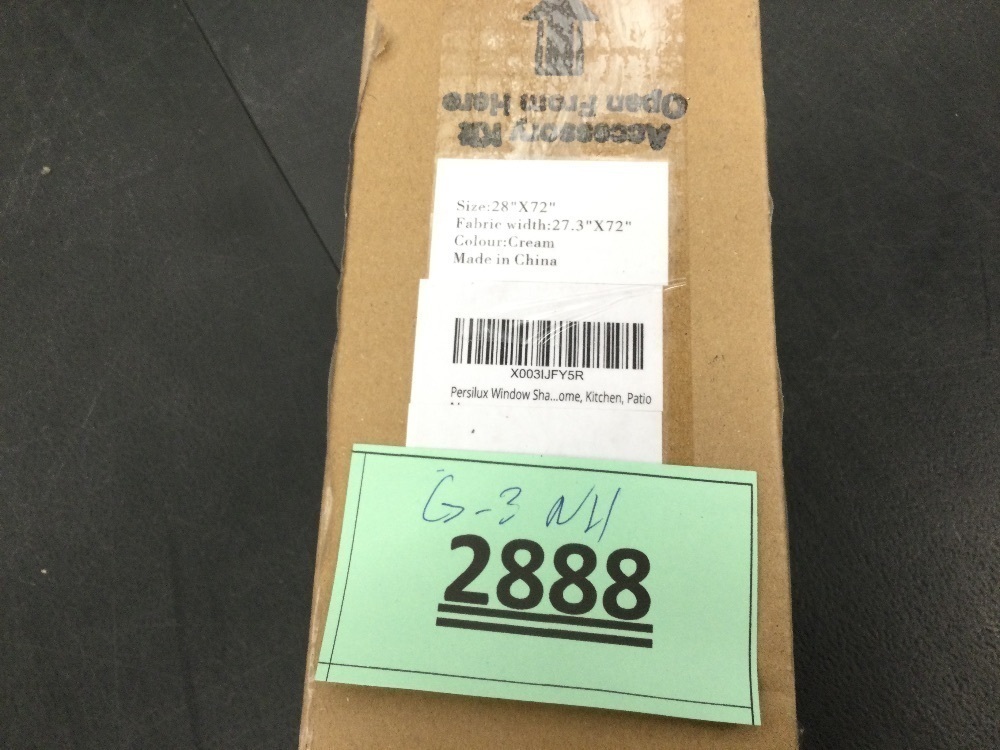 Accessory Kit
Open From Here
Size:28"X72"
Fabric width:27.3"X72"
Colour:Cream
Made in China
X003IJFY5R
Persilux Window Sha...ome, Kitchen, Patio
G-3
2888